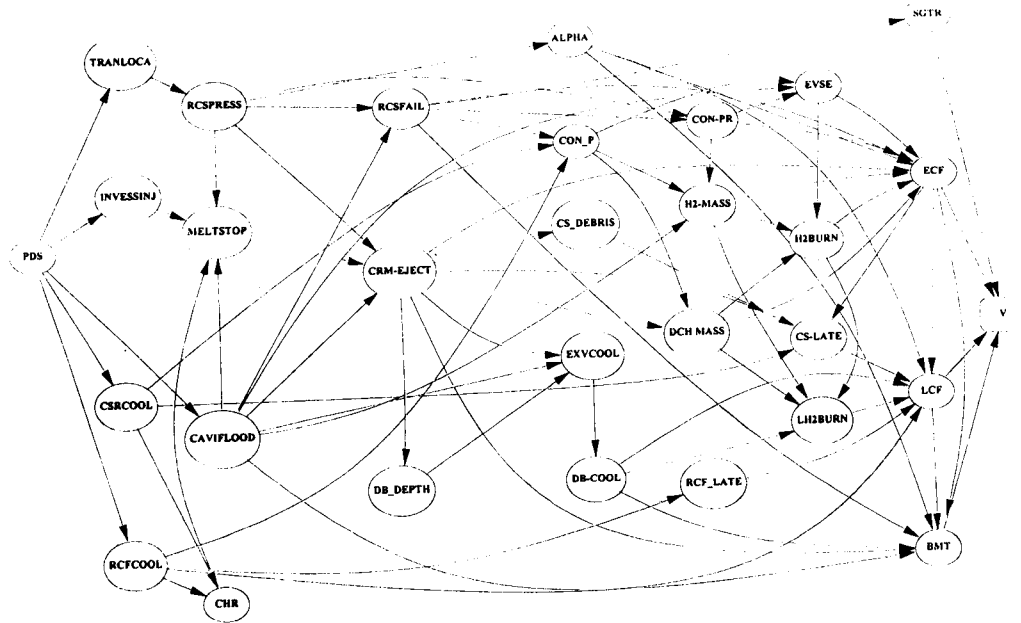 SGTR
ALPHA
TRANLOCA
EVSE
RCSPRESS
RCSFAIL
CON-PR
CON_P
ECF
INVESSINJ
H2-MASS
CS_DEBRIS
MELTSTOP
H2BURN
PDS
CRM-EJECT
V
DCH MASS
CS-LATE
EXVCOOL
LCF
CSRCOOL
LH2BURN
CAVIFLOOD
DB_DEPTH
DB-COOL
RCF_LATE
BMT
RCFCOOL
CHR